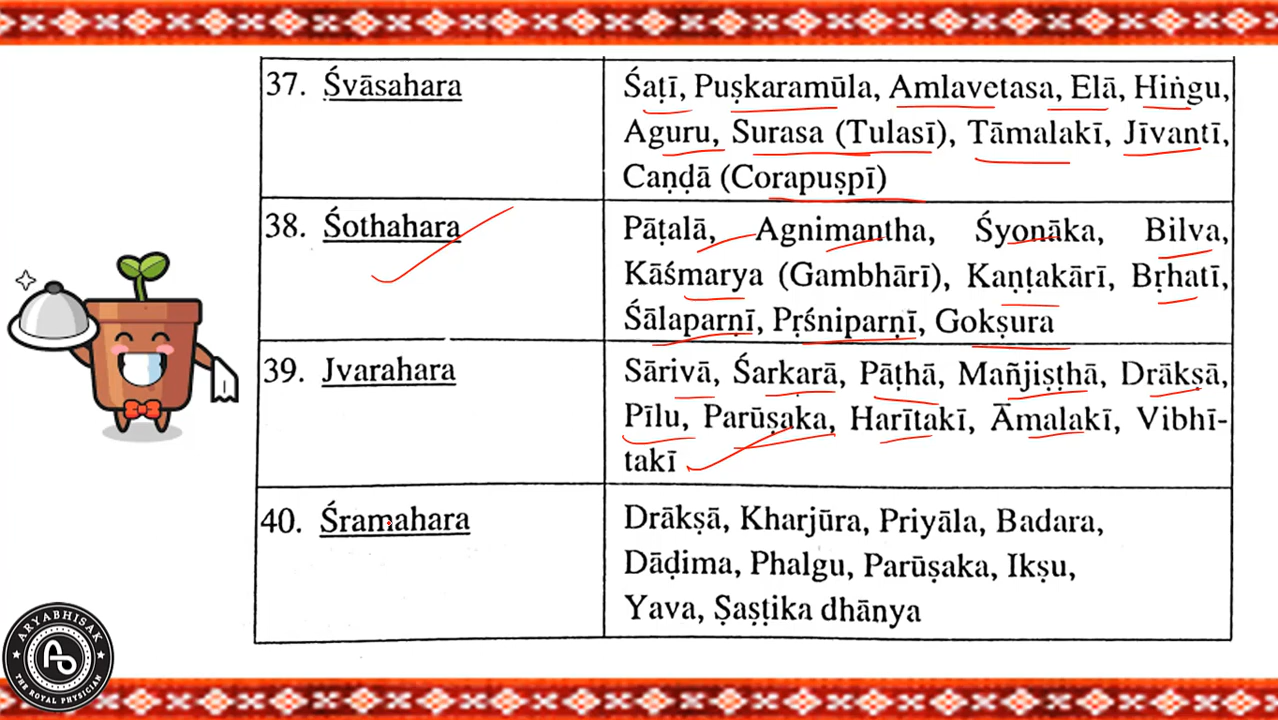 37. Śvāsahara
Śaṭī, Puṣkaramūla, Amlavetasa, Elā, Hiṅgu,
Aguru, Surasa (Tulasī), Tāmalakī, Jīvantī,
Caṇḍā (Corapuṣpī)
38. Śothahara
Pāṭalā, Agnimantha, Śyonāka, Bilva,
Kāśmarya (Gambhārī), Kaṇṭakārī, Bṛhatī,
Śālaparṇī, Pṛśniparṇī, Gokṣura
39. Jvarahara
Sārivā, Śarkarā, Pāṭhā, Mañjiṣṭhā, Drākṣā,
Pīlu, Parūṣaka, Harītakī, Āmalakī, Vibhī-
takī
40. Śramahara
Drākṣā, Kharjūra, Priyāla, Badara,
Dāḍima, Phalgu, Parūṣaka, Ikṣu,
Yava, Ṣaṣṭika dhānya
ARYABHISAK
THE ROYAL PHYSICIAN